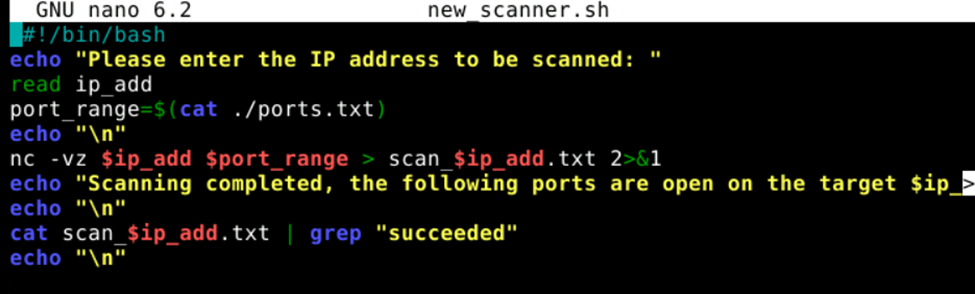 GNU nano 6.2 new_scanner.sh
#!/bin/bash
echo "Please enter the IP address to be scanned: "
read ip_add
port_range=$(cat ./ports.txt)
echo "\n"
nc -vz $ip_add $port_range > scan_$ip_add.txt 2>&1
echo "Scanning completed, the following ports are open on the target $ip_>
echo "\n"
cat scan_$ip_add.txt | grep "succeeded"
echo "\n"